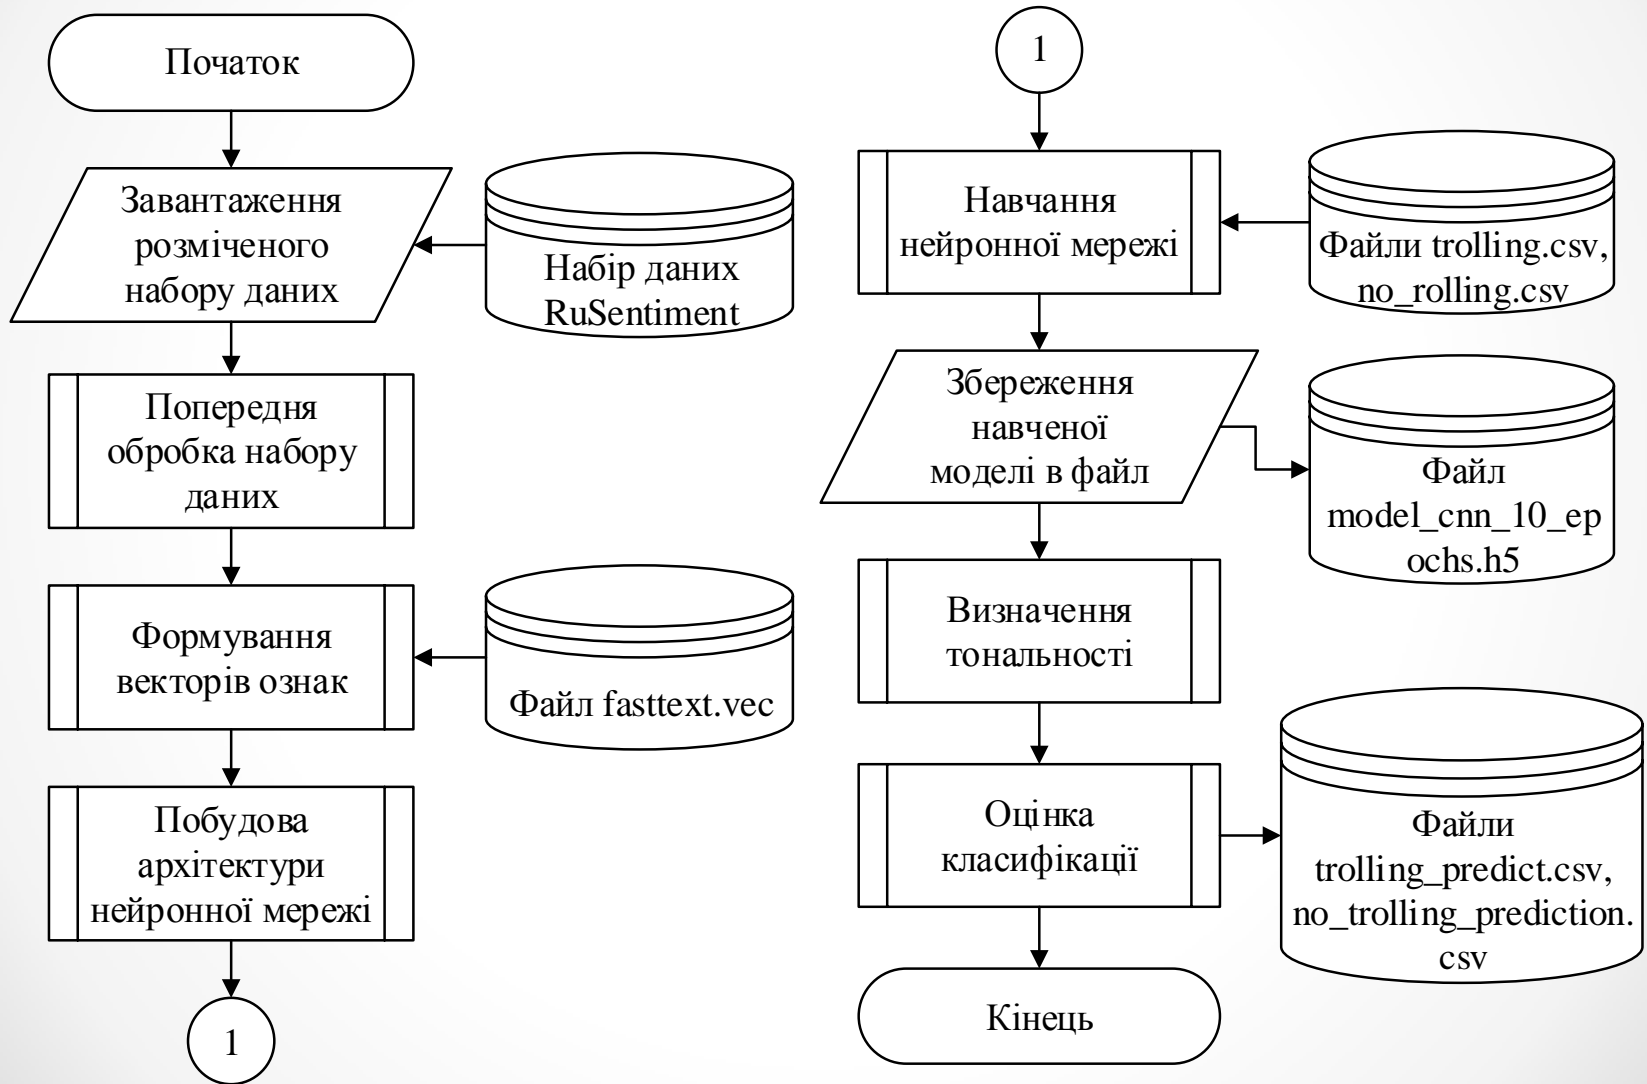 Початок
Завантаження
розміченого
набору даних
Набір даних
RuSentiment
Попередня
обробка набору
даних
Формування
векторів ознак
Файл fasttext.vec
Побудова
архітектури
нейронної мережі
1
1
Навчання
нейронної мережі
Файли trolling.csv,
no_rolling.csv
Збереження
навченої
моделі в файл
Файл
model_cnn_10_ep
ochs.h5
Визначення
тональності
Оцінка
класифікації
Файли
trolling_predict.csv,
no_trolling_prediction.
csv
Кінець